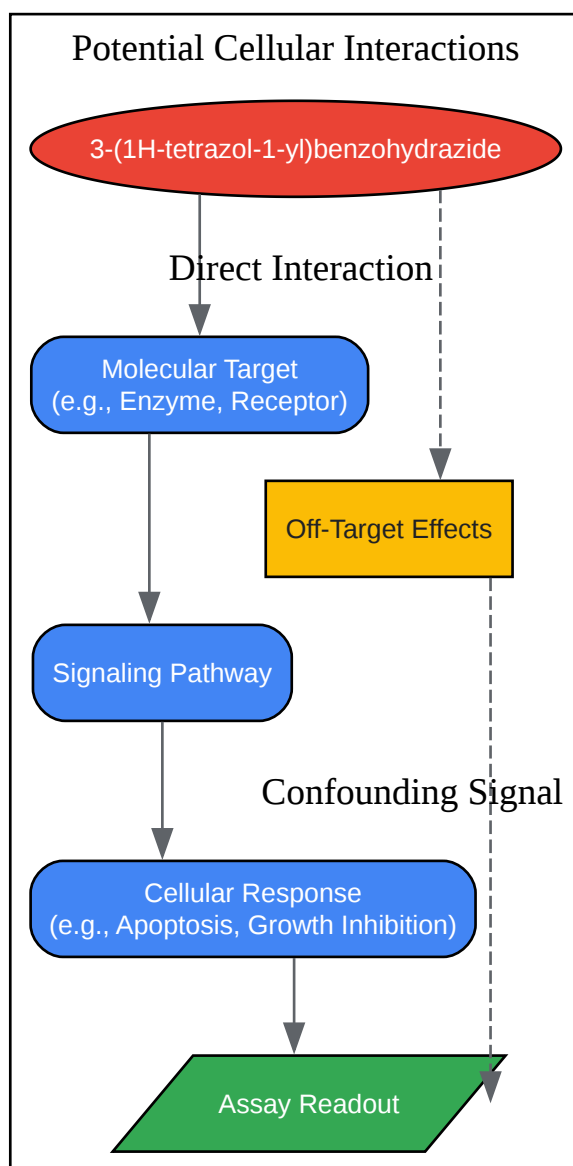 Potential Cellular Interactions
3-(1H-tetrazol-1-yl)benzohydrazide
Direct Interaction
Molecular Target
(e.g., Enzyme, Receptor)
Off-Target Effects
Signaling Pathway
Confounding Signal
Cellular Response
(e.g., Apoptosis, Growth Inhibition)
Assay Readout